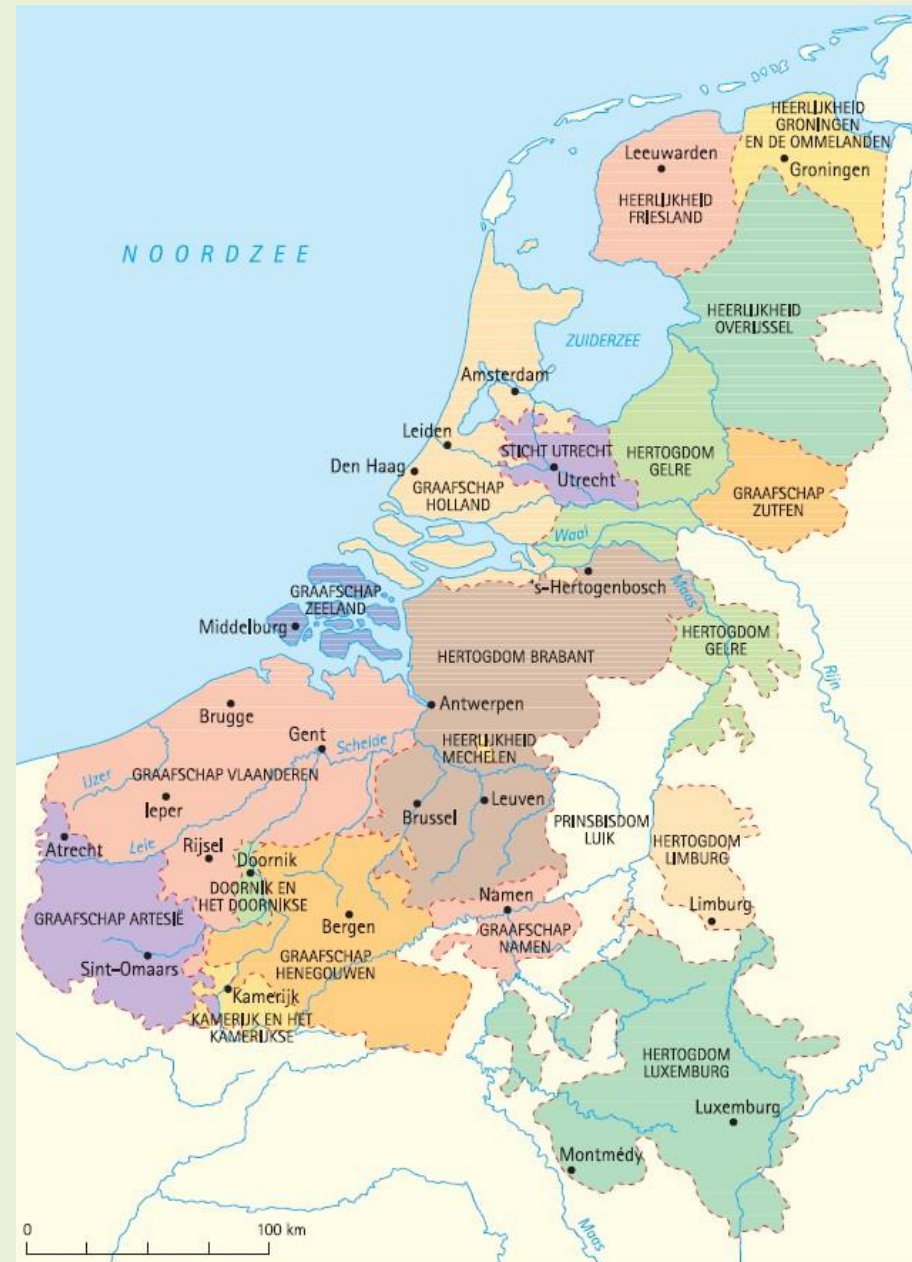 HEERLIJKHEID
GRONINGEN
EN DE OMMELANDEN
Groningen
Leeuwarden
HEERLIJKHEID
FRIESLAND
NOORDZEE
HEERLIJKHEID
OVERIJSSEL
ZUIDERZEE
Amsterdam
Leiden
STICHT UTRECHT
Utrecht
HERTOGDOM
GELRE
Den Haag
GRAAFSCHAP
HOLLAND
GRAAFSCHAP
ZUTFEN
Waal
's-Hertogenbosch
Maas
GRAAFSCHAP
ZEELAND
Middelburg
HERTOGDOM
GELRE
HERTOGDOM BRABANT
Rijn
Antwerpen
Brugge
Gent
Schelde
HEERLIJKHEID
MECHELEN
IJzer
GRAAFSCHAP VLAANDEREN
Ieper
Brussel
Leuven
PRINSBISDOM
LUIK
Atrecht
Leie
Rijsel
Doornik
DOORNIK EN
HET DOORNIKSE
HERTOGDOM
LIMBURG
Limburg
Namen
GRAAFSCHAP
NAMEN
GRAAFSCHAP ARTESIË
Bergen
Sint-Omaars
GRAAFSCHAP
HENEGOUWEN
Kamerijk
KAMERIJK EN HET
KAMERIJKSE
HERTOGDOM
LUXEMBURG
Luxemburg
Montmédy
Maas
0 100 km